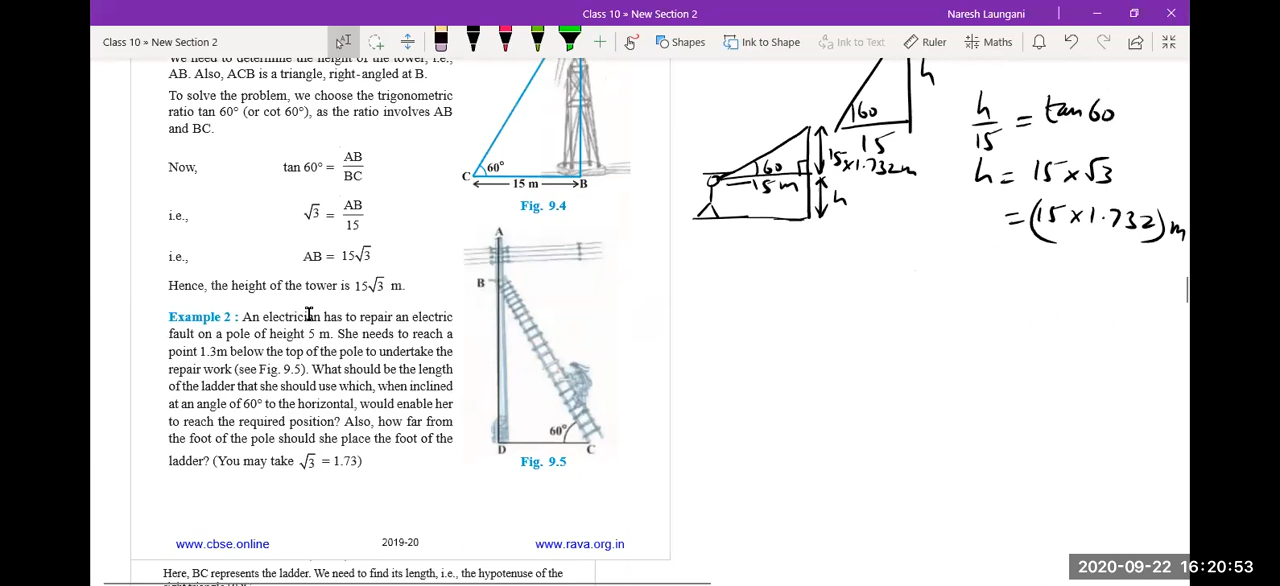 Class 10 » New Section 2
Naresh Laungani
Class 10 » New Section 2
Shapes
Ink to Shape
Ink to Text
Ruler
Maths
We need to determine the height of the tower, i.e.,
AB. Also, ACB is a triangle, right-angled at B.
To solve the problem, we choose the trigonometric
ratio tan 60° (or cot 60°), as the ratio involves AB
and BC.
Now, tan 60° = AB/BC
i.e., √3 = AB/15
i.e., AB = 15√3
Hence, the height of the tower is 15√3 m.
60°
C
15 m
B
Fig. 9.4
Example 2 : An electrician has to repair an electric
fault on a pole of height 5 m. She needs to reach a
point 1.3m below the top of the pole to undertake the
repair work (see Fig. 9.5). What should be the length
of the ladder that she should use which, when inclined
at an angle of 60° to the horizontal, would enable her
to reach the required position? Also, how far from
the foot of the pole should she place the foot of the
ladder? (You may take √3 = 1.73)
A
B
60°
D
C
Fig. 9.5
www.cbse.online
2019-20
www.rava.org.in
Here, BC represents the ladder. We need to find its length, i.e., the hypotenuse of the
h
60
15
60
15 m
15×1.732m
h
h/15 = tan 60
h = 15 × √3
= (15 × 1.732) m
2020-09-22 16:20:53